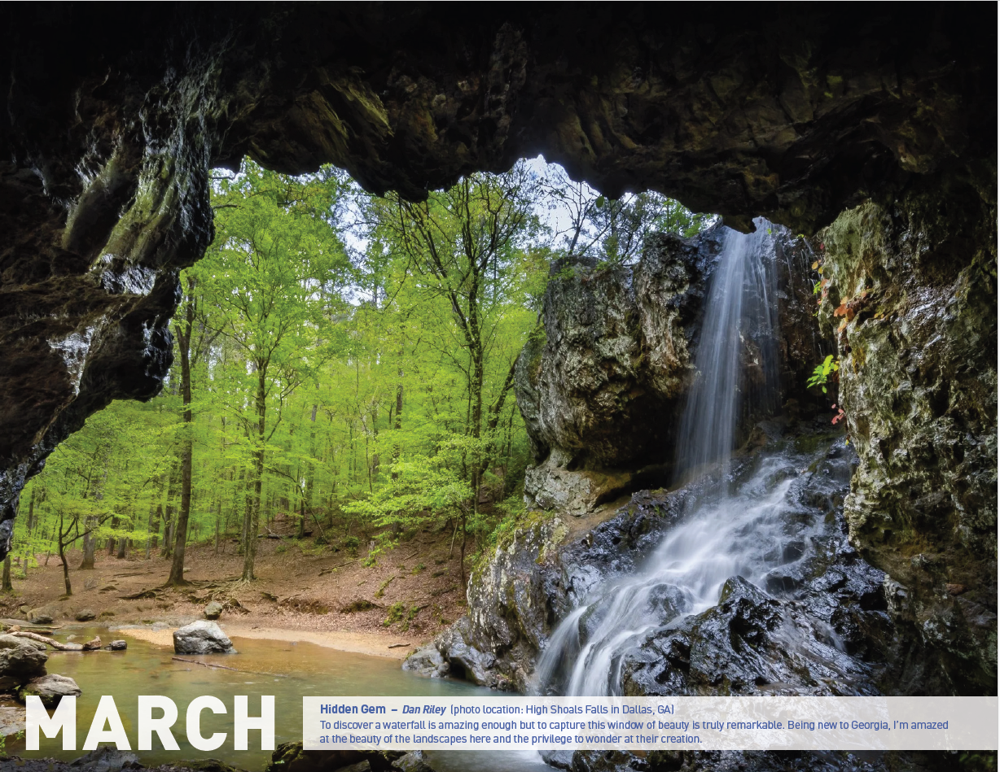 MARCH
Hidden Gem – Dan Riley (photo location: High Shoals Falls in Dallas, GA)
To discover a waterfall is amazing enough but to capture this window of beauty is truly remarkable. Being new to Georgia, I'm amazed
at the beauty of the landscapes here and the privilege to wonder at their creation.